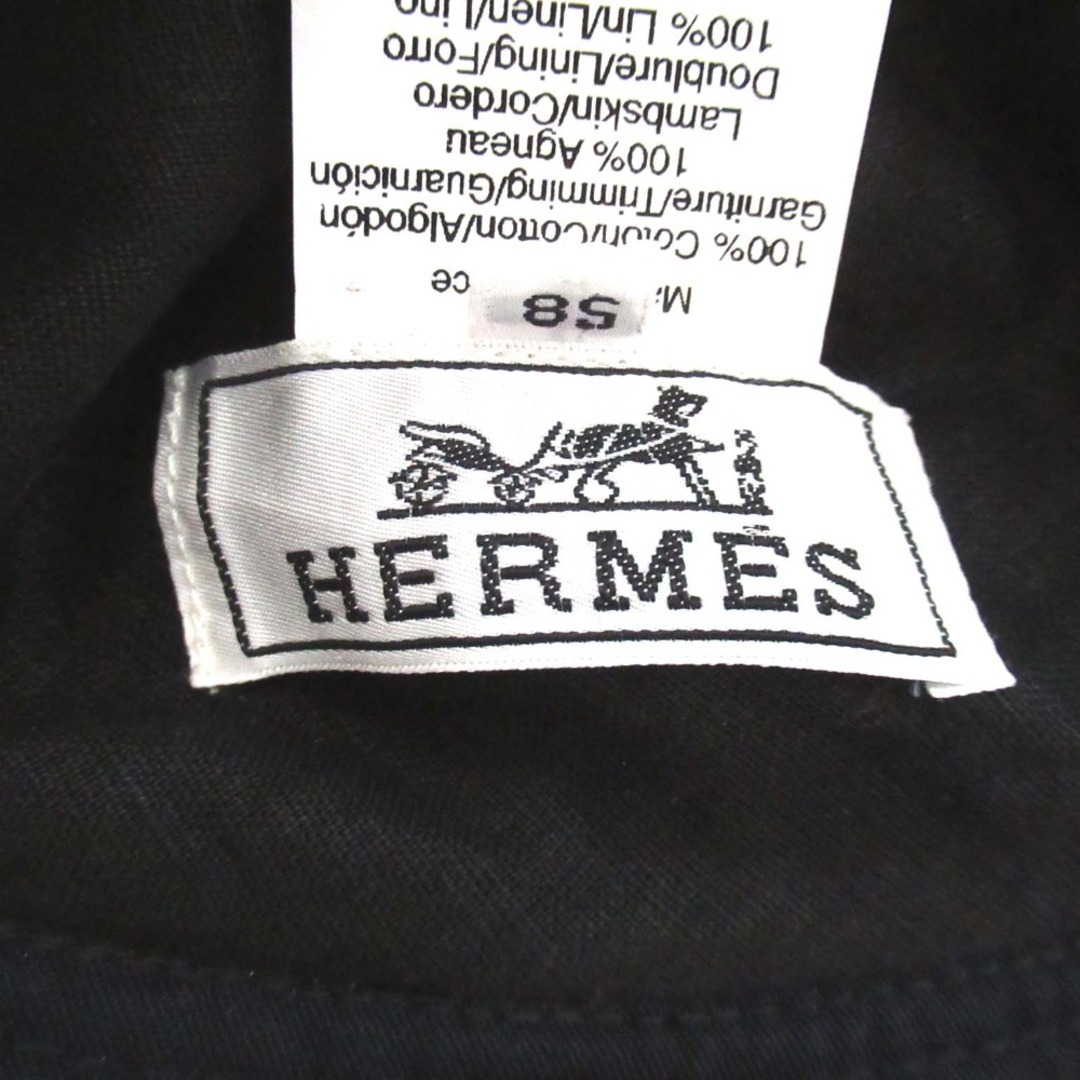 HERMĒS
M 58 ce
100% Coton/Cotton/Algodón
Garniture/Trimming/Guarnición
100% Agneau
Lambskin/Cordero
Doublure/Lining/Forro
100% Lin/Linen/Lino